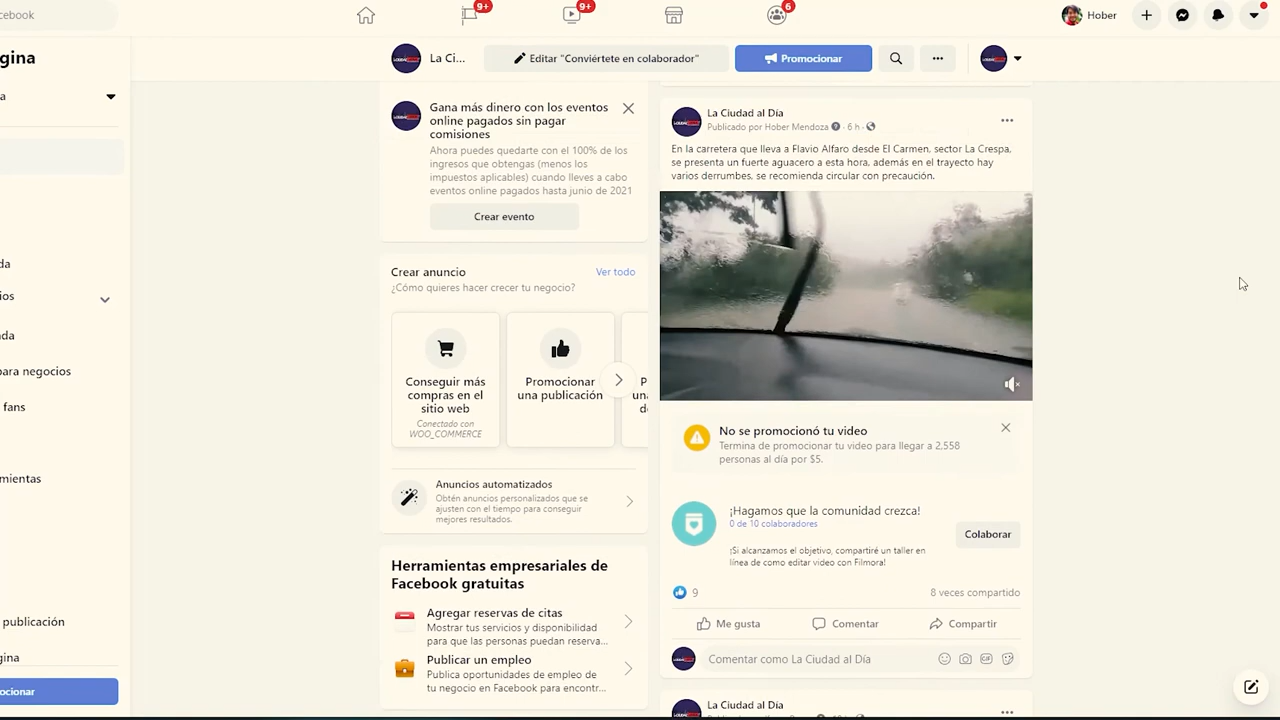 cebook
9+
9+
6
Hober
gina
La Ci...
Editar "Conviértete en colaborador"
Promocionar
a
da
ios
ada
para negocios
fans
mientas
publicación
gina
ocionar
Gana más dinero con los eventos
online pagados sin pagar
comisiones
Ahora puedes quedarte con el 100% de los
ingresos que obtengas (menos los
impuestos aplicables) cuando lleves a cabo
eventos online pagados hasta junio de 2021
Crear evento
Crear anuncio
Ver todo
¿Cómo quieres hacer crecer tu negocio?
Conseguir más
compras en el
sitio web
Conectado con
WOO_COMMERCE
Promocionar
una publicación
P
un
d
Anuncios automatizados
Obtén anuncios personalizados que se
ajusten con el tiempo para conseguir
mejores resultados.
Herramientas empresariales de
Facebook gratuitas
Agregar reservas de citas
Mostrar tus servicios y disponibilidad
para que las personas puedan reserva...
Publicar un empleo
Publica oportunidades de empleo de
tu negocio en Facebook para encontr...
La Ciudad al Día
Publicado por Hober Mendoza · 6 h ·
En la carretera que lleva a Flavio Alfaro desde El Carmen, sector La Crespa,
se presenta un fuerte aguacero a esta hora, además en el trayecto hay
varios derrumbes, se recomienda circular con precaución.
No se promocionó tu video
Termina de promocionar tu video para llegar a 2,558
personas al día por $5.
¡Hagamos que la comunidad crezca!
0 de 10 colaboradores
¡Si alcanzamos el objetivo, compartiré un taller en
línea de como editar video con Filmora!
Colaborar
9
8 veces compartido
Me gusta
Comentar
Compartir
Comentar como La Ciudad al Día
GIF
La Ciudad al Día